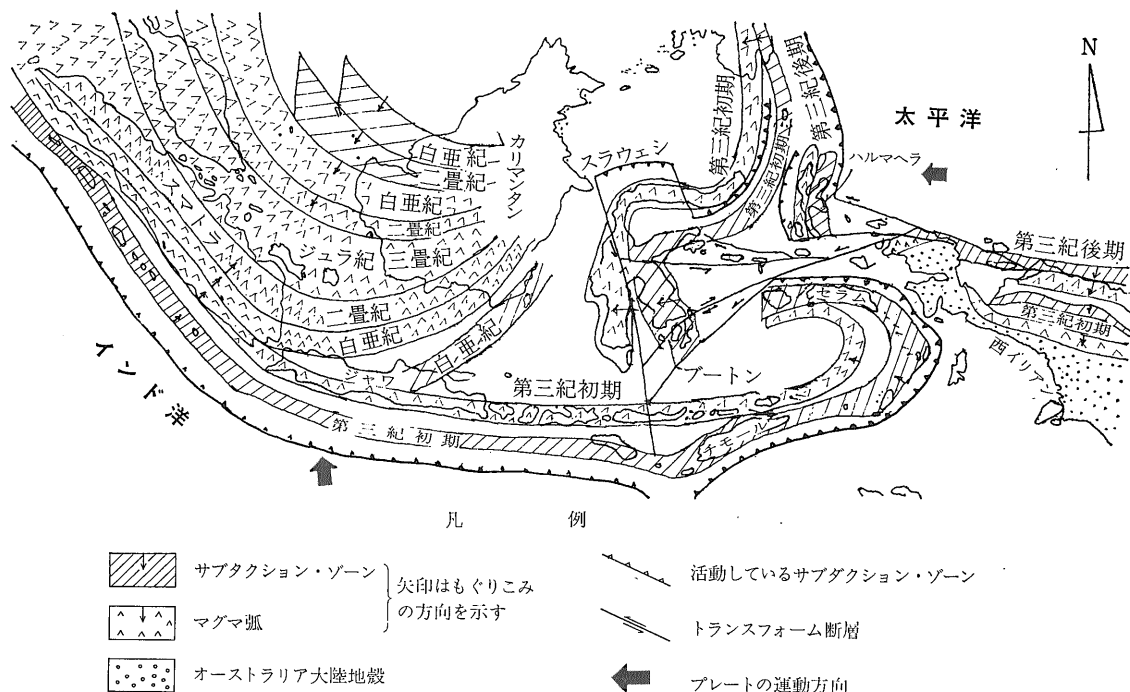 N
太平洋
第三紀後期
第三紀初期
スラウェシ
第三紀初期
ハルマヘラ
カリマンタン
白亜紀
二畳紀
白亜紀
二畳紀
ジュラ紀
三畳紀
二畳紀
白亜紀
白亜紀
スマトラ
ジャワ
インド洋
第三紀初期
第三紀初期
ブートン
チモール
セラム
第三紀後期
第三紀初期
西イリアン
凡例
サブタクション・ゾーン
マグマ弧
矢印はもぐりこみ
の方向を示す
オーストラリア大陸地殻
活動しているサブダクション・ゾーン
トランスフォーム断層
プレートの運動方向